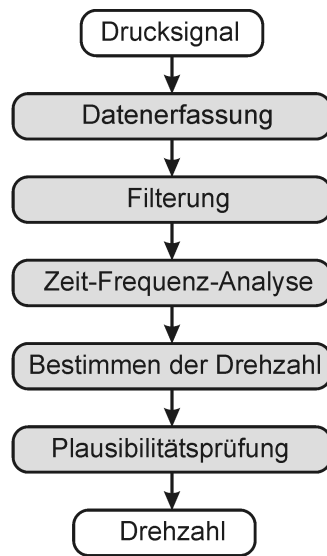 Drucksignal
Datenerfassung
Filterung
Zeit-Frequenz-Analyse
Bestimmen der Drehzahl
Plausibilitätsprüfung
Drehzahl